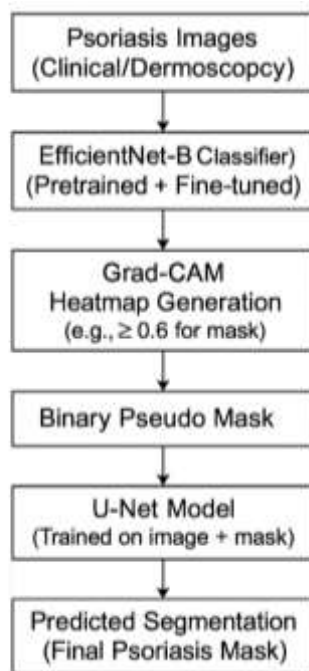 Psoriasis Images
(Clinical/Dermoscopcy)
EfficientNet-B Classifier)
(Pretrained + Fine-tuned)
Grad-CAM
Heatmap Generation
(e.g., ≥ 0.6 for mask)
Binary Pseudo Mask
U-Net Model
(Trained on image + mask)
Predicted Segmentation
(Final Psoriasis Mask)